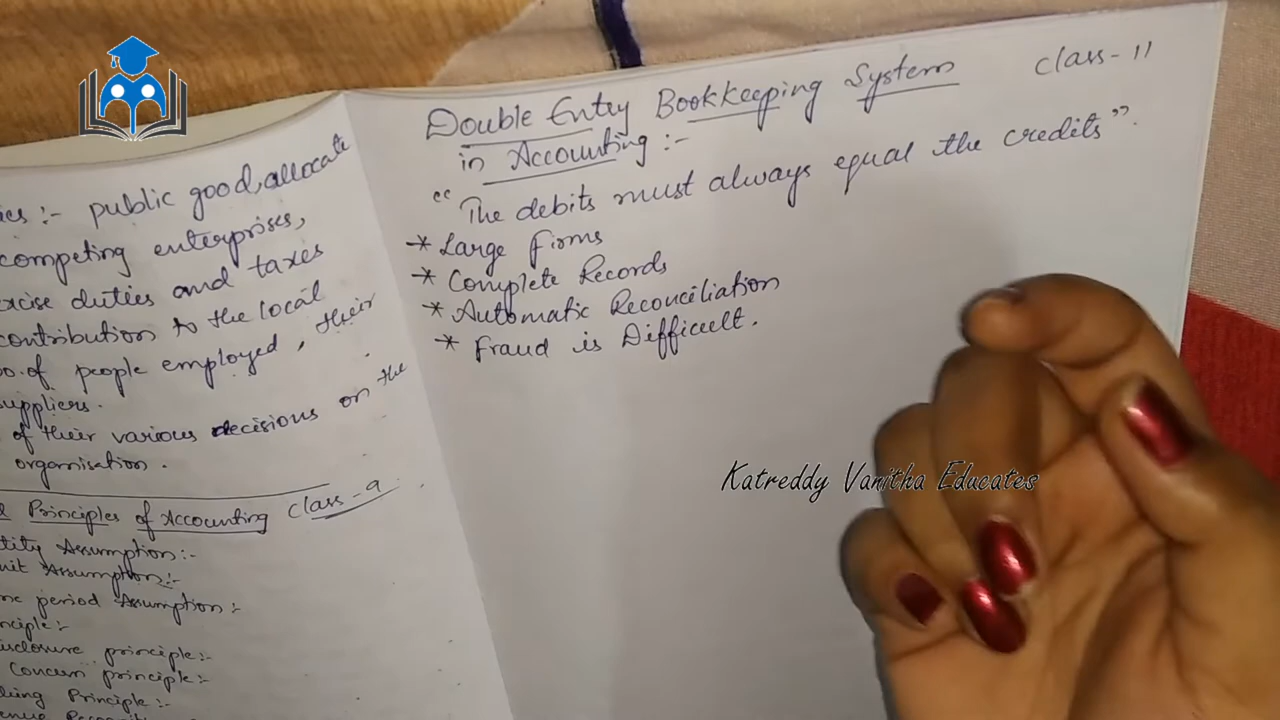 public good, allocate
competing enterprises,
duties and taxes
contribution to the local
of people employed, their
suppliers.
of their various decisions on the
organisation.
Principles of Accounting Class-9
Assumption:-
Assumption:-
period Assumption:-
principle:-
Concern principle:-
Principle:-
Double Entry Bookkeeping System class-11
in Accounting:-
"The debits must always equal the credits".
* Large Firms
* Complete Records
* Automatic Reconciliation
* Fraud is Difficult.
Katreddy Vanitha Educates